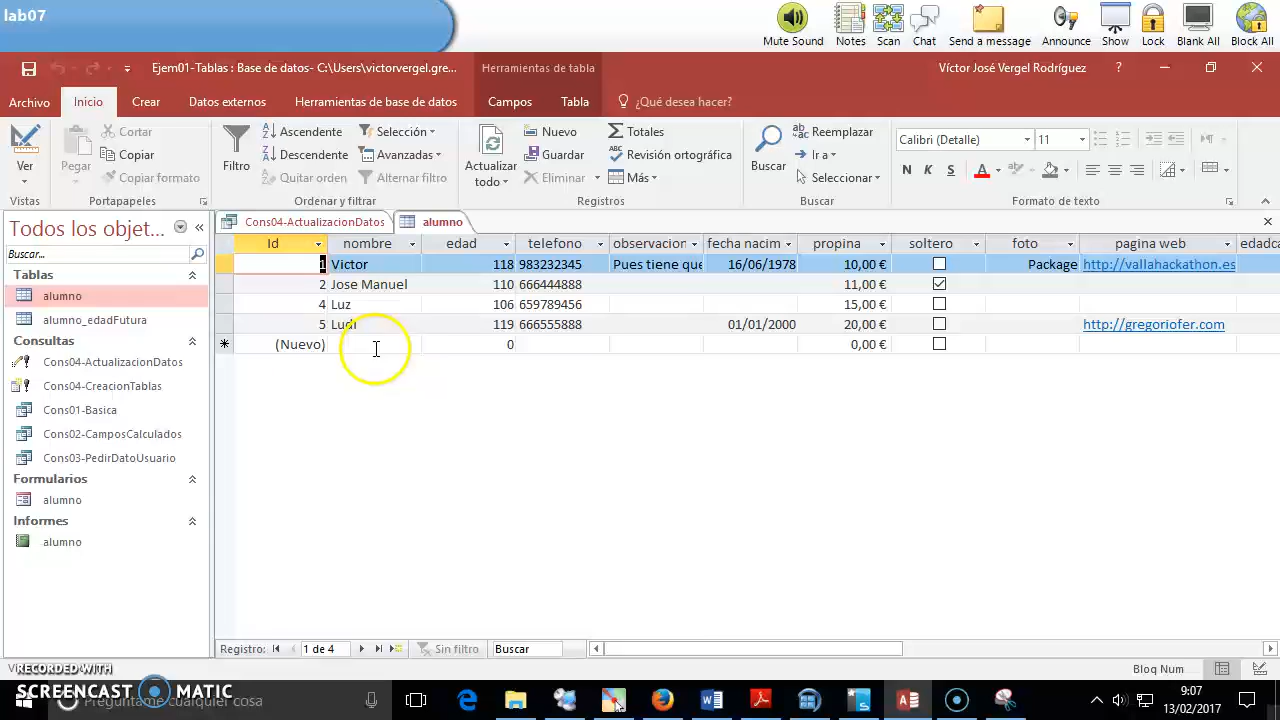 lab07
Mute Sound Notes Scan Chat Send a message Announce Show Lock Blank All Block All
Ejem01-Tablas : Base de datos- C:\Users\victorvergel.gre... Herramientas de tabla Víctor José Vergel Rodríguez ?
Archivo Inicio Crear Datos externos Herramientas de base de datos Campos Tabla ¿Qué desea hacer?
Ver Pegar Cortar Copiar Copiar formato
Filtro Ascendente Descendente Quitar orden Selección Avanzadas Alternar filtro
Actualizar todo Nuevo Guardar Eliminar Totales Revisión ortográfica Más
Buscar Reemplazar Ir a Seleccionar
Calibri (Detalle) 11
N K S A
Vistas Portapapeles Ordenar y filtrar Registros Buscar Formato de texto
Todos los objet... «
Buscar...
Tablas
alumno
alumno_edadFutura
Consultas
Cons04-ActualizacionDatos
Cons04-CreacionTablas
Cons01-Basica
Cons02-CamposCalculados
Cons03-PedirDatoUsuario
Formularios
alumno
Informes
alumno
Cons04-ActualizacionDatos alumno
Id nombre edad telefono observacion fecha nacim propina soltero foto pagina web edadd
1 Victor 118 983232345 Pues tiene que 16/06/1978 10,00 € Package http://vallahackathon.es
2 Jose Manuel 110 666444888 11,00 €
4 Luz 106 659789456 15,00 €
5 Ludi 119 666555888 01/01/2000 20,00 € http://gregoriofer.com
* (Nuevo) 0 0,00 €
Registro: 1 de 4 Sin filtro Buscar
Bloq Num
RECORDED WITH
SCREENCAST MATIC
Pregúntame cualquier cosa
9:07
13/02/2017